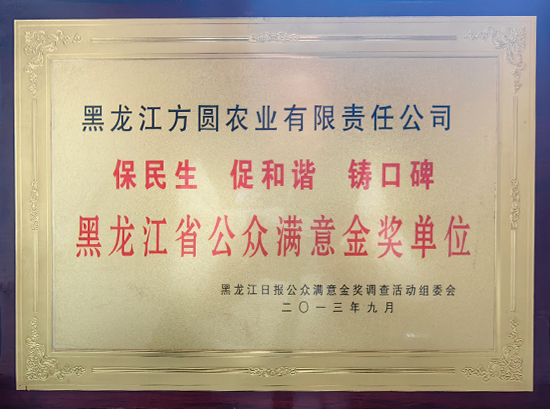 黑龙江方圆农业有限责任公司
保民生 促和谐 铸口碑
黑龙江省公众满意金奖单位
黑龙江日报公众满意金奖调查活动组委会
二〇一三年九月